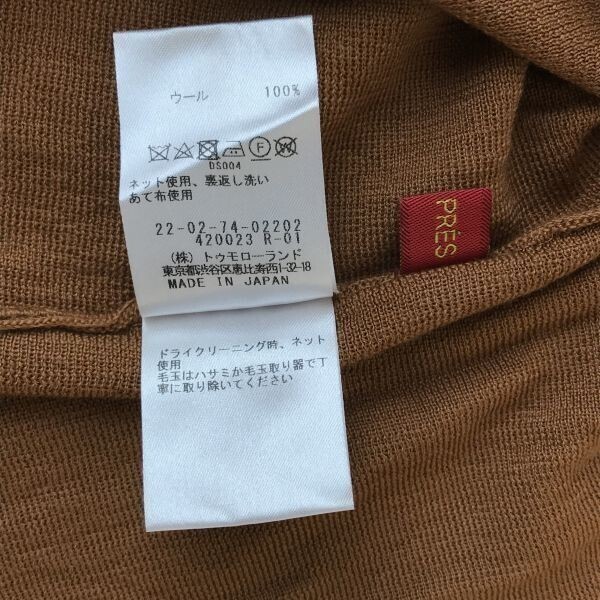 ウール 100%
DS004
ネット使用、裏返し洗い
あて布使用
22-02-74-02202
420023 R-01
(株)トゥモローランド
東京都渋谷区恵比寿西1-32-18
MADE IN JAPAN
ドライクリーニング時、ネット
使用
毛玉はハサミか毛玉取り器で丁
寧に取り除いてください
PRÈS